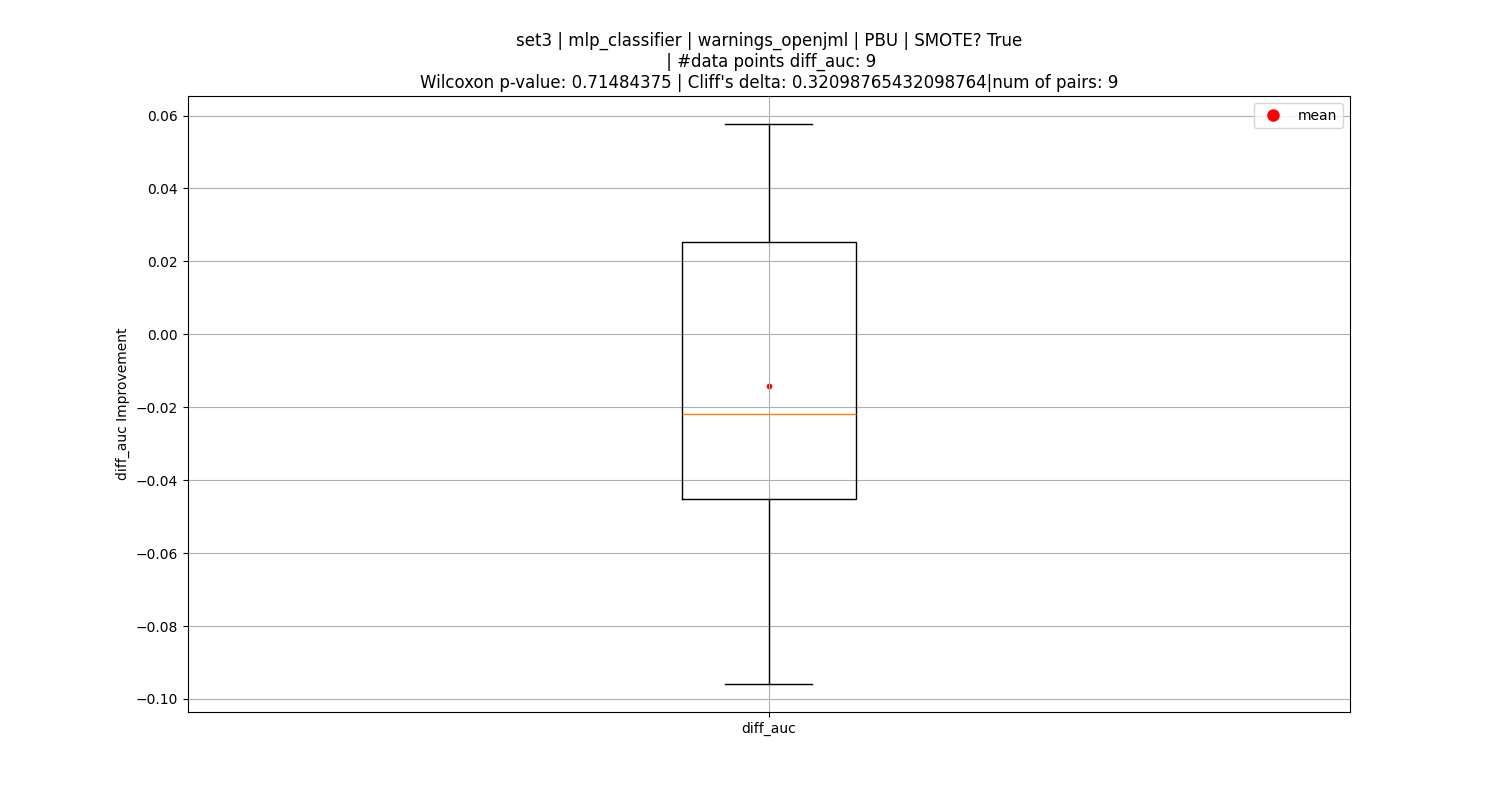 set3 | mlp_classifier | warnings_openjml | PBU | SMOTE? True
| #data points diff_auc: 9
Wilcoxon p-value: 0.71484375 | Cliff's delta: 0.32098765432098764|num of pairs: 9
mean
0.06
0.04
0.02
0.00
−0.02
−0.04
−0.06
−0.08
−0.10
diff_auc Improvement
diff_auc